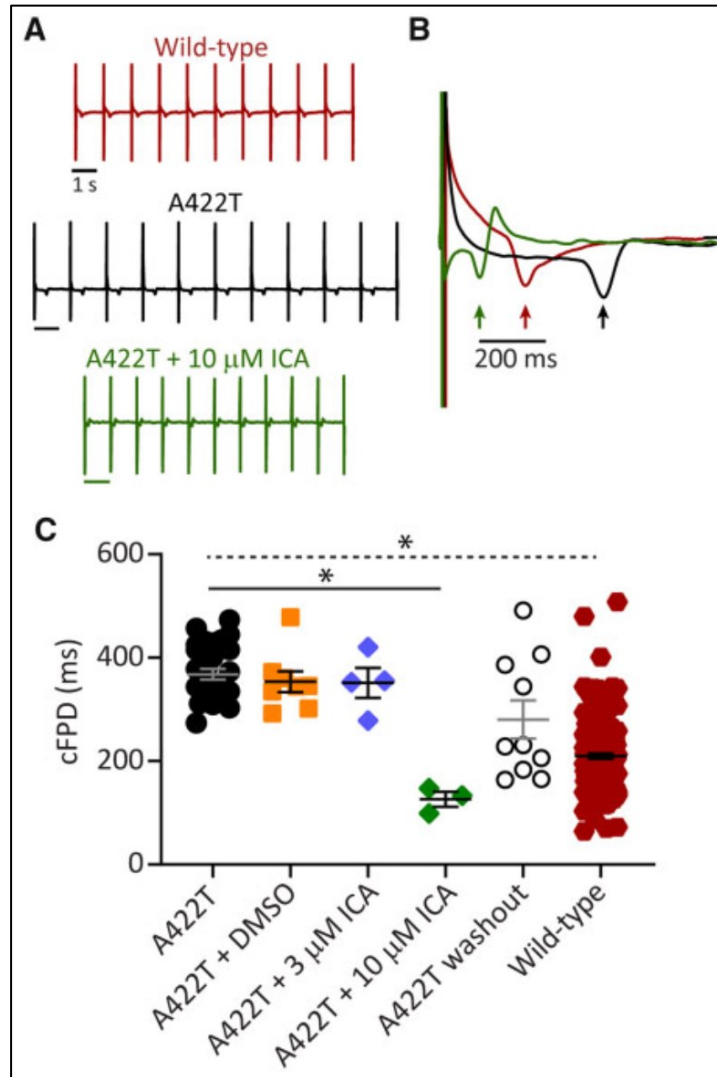 A
Wild-type
1 s
A422T
A422T + 10 μM ICA
B
200 ms
C
*
*
cFPD (ms)
600
400
200
0
A422T
A422T + DMSO
A422T + 3 μM ICA
A422T + 10 μM ICA
A422T washout
Wild-type